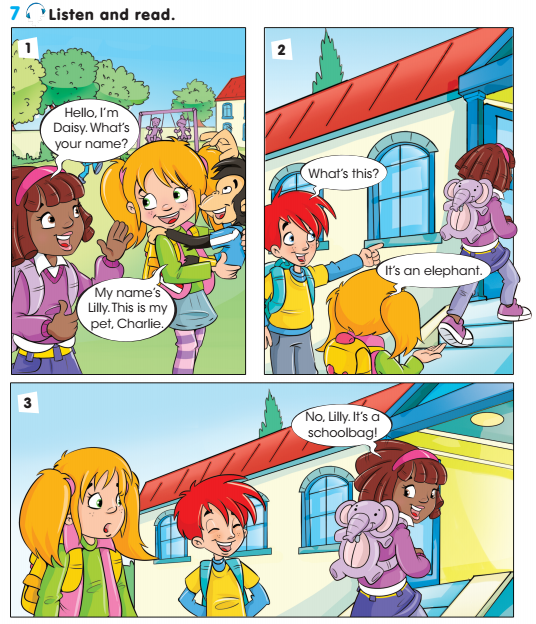 7 Listen and read.
1
Hello, I'm
Daisy. What's
your name?
My name's
Lilly. This is my
pet, Charlie.
2
What's this?
It's an elephant.
3
No, Lilly. It's a
schoolbag!